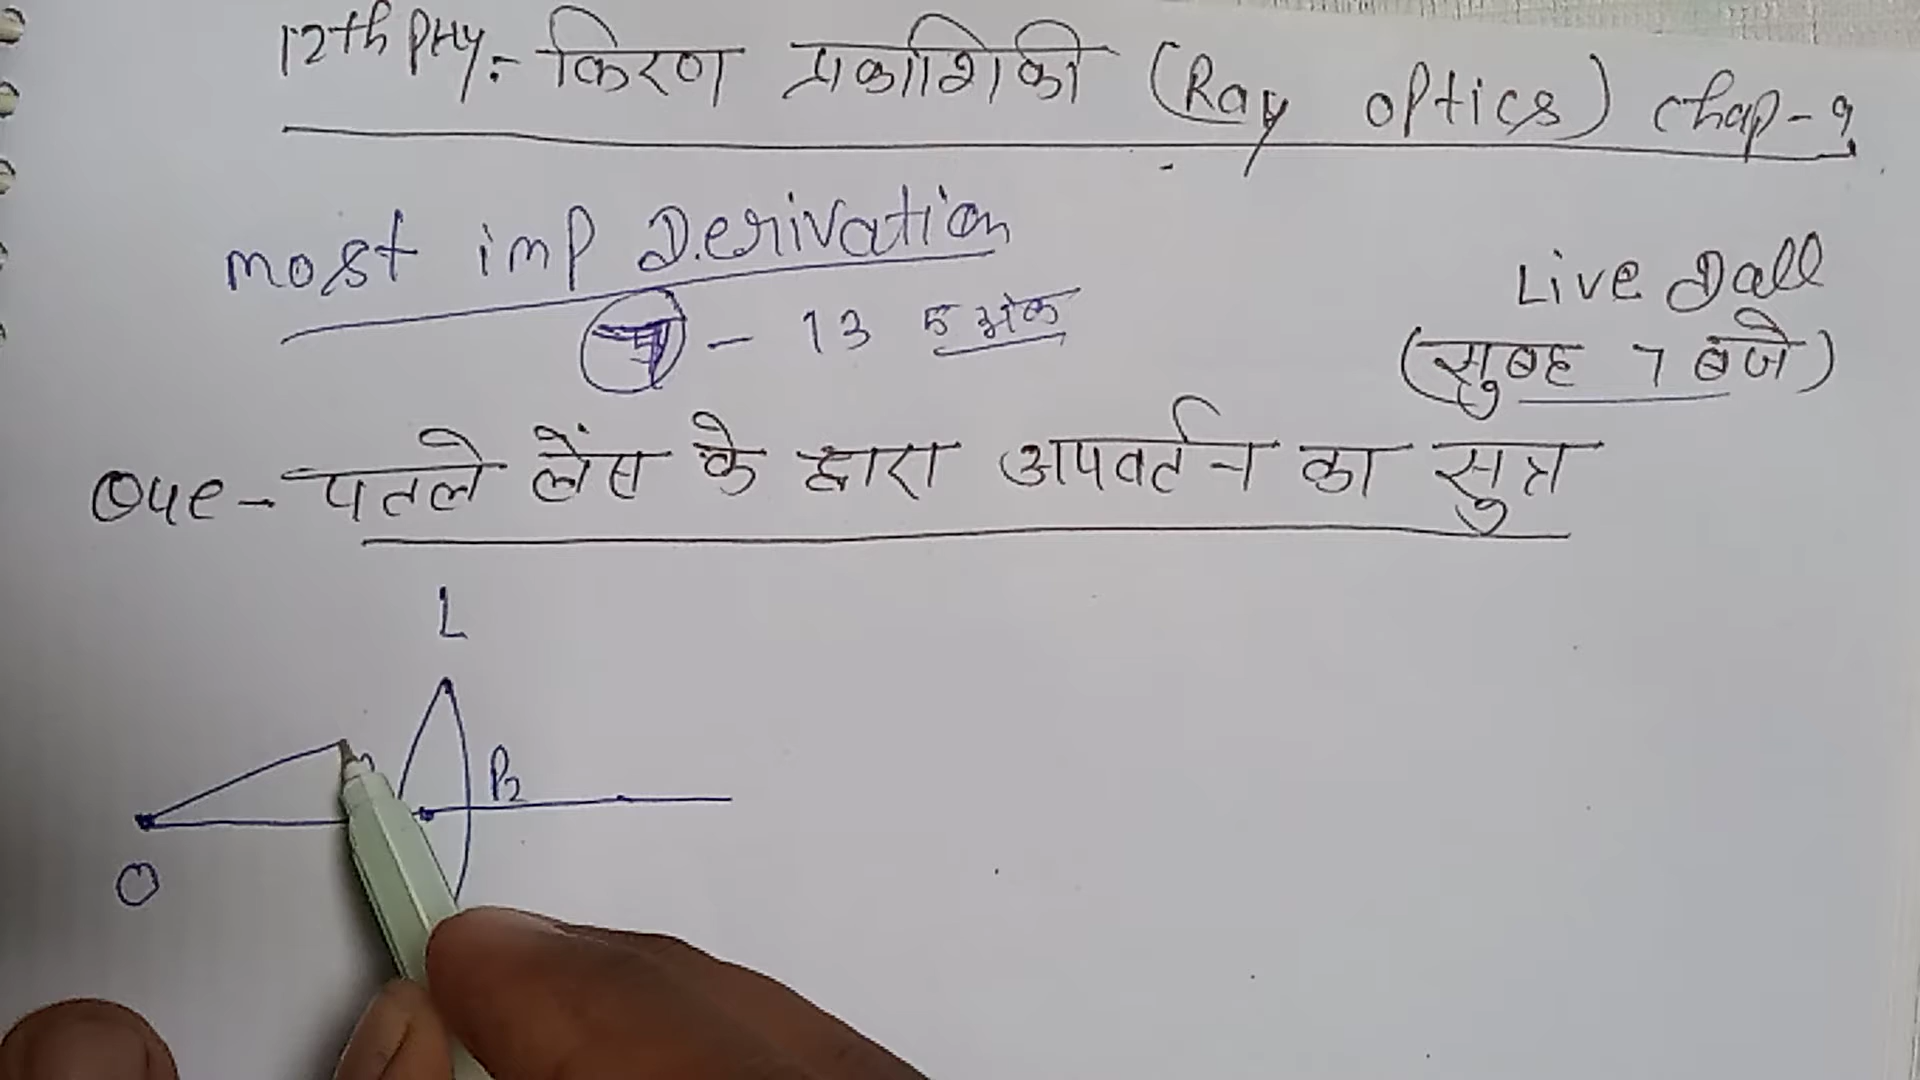 12th PHY:- किरण प्रकाशिकी (Ray optics) chap-9
most imp Derivation
Live Dall
- 13 5 अंक
(सुबह 7 बजे)
Que- पतले लेंस के द्वारा अपवर्तन का सुत्र
L
P2
O